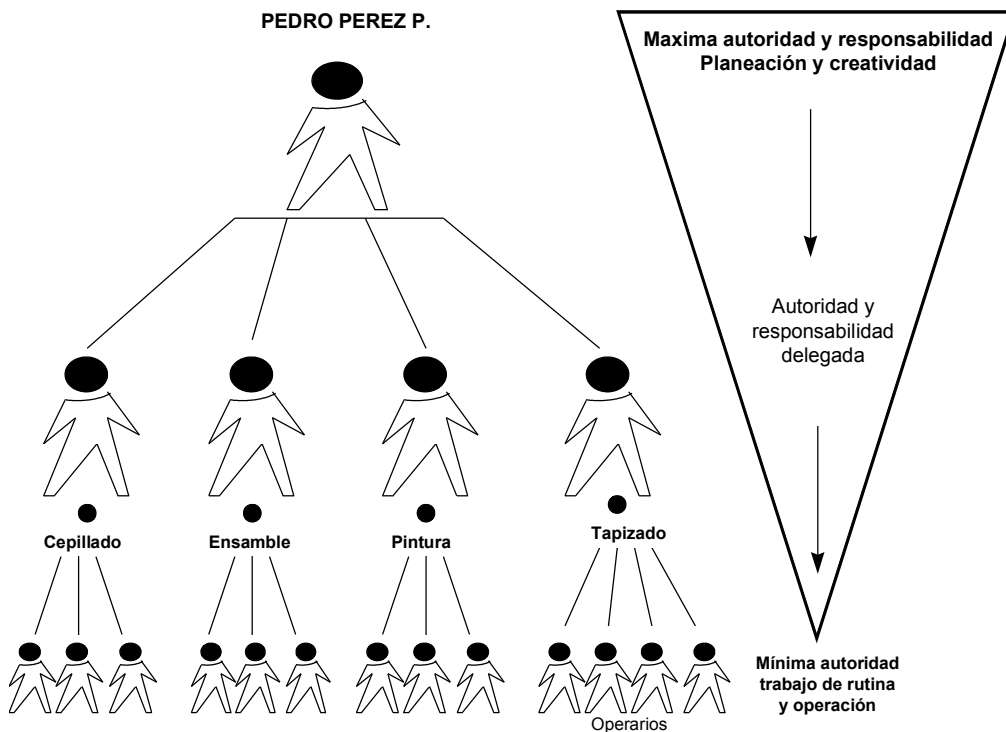 PEDRO PEREZ P.
Maxima autoridad y responsabilidad
Planeación y creatividad
Autoridad y
responsabilidad
delegada
Cepillado
Ensamble
Pintura
Tapizado
Operarios
Mínima autoridad
trabajo de rutina
y operación